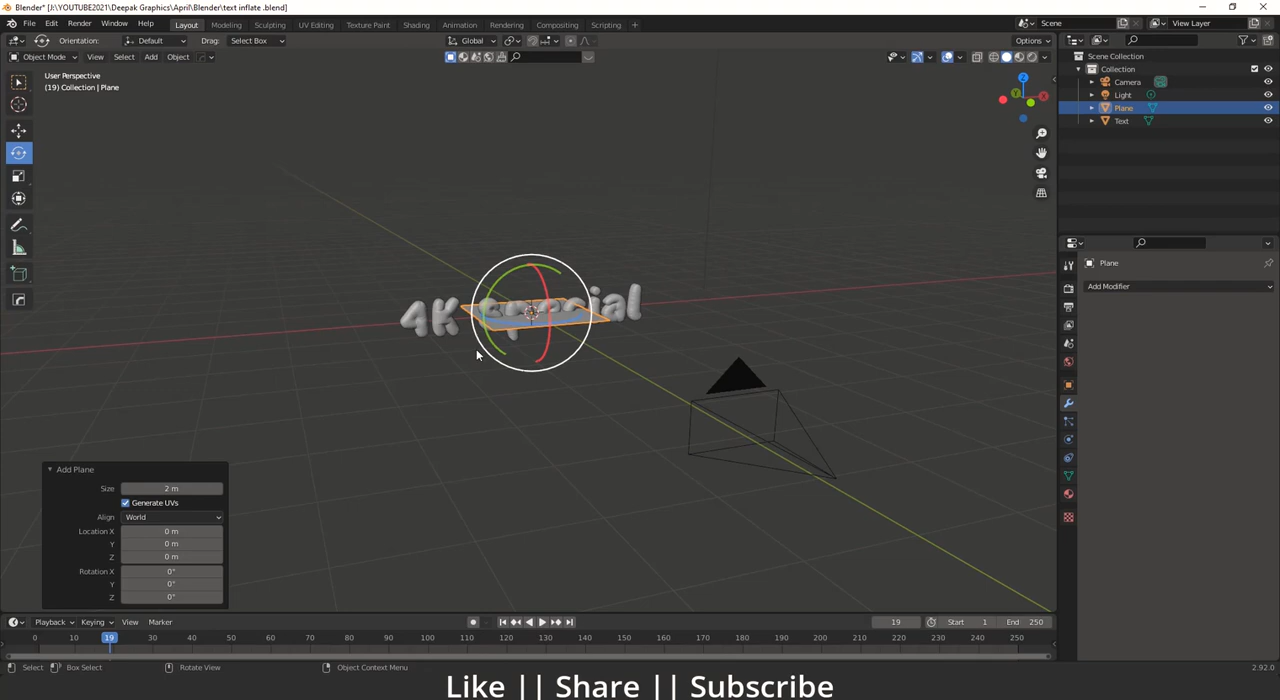 Blender* [J:\YOUTUBE2021\Deepak Graphics\April\Blender\text inflate .blend]
File Edit Render Window Help Layout Modeling Sculpting UV Editing Texture Paint Shading Animation Rendering Compositing Scripting + Scene View Layer
Orientation: Default Drag: Select Box Global Options
Object Mode View Select Add Object
User Perspective
(19) Collection | Plane
Scene Collection
Collection
Camera
Light
Plane
Text
Z
Y
X
4K Special
Plane
Add Modifier
Add Plane
Size 2 m
Generate UVs
Align World
Location X 0 m
Y 0 m
Z 0 m
Rotation X 0°
Y 0°
Z 0°
Playback Keying View Marker 19 Start 1 End 250
0 10 19 30 40 50 60 70 80 90 100 110 120 130 140 150 160 170 180 190 200 210 220 230 240 250
Select Box Select Rotate View Object Context Menu 2.92.0
Like || Share || Subscribe